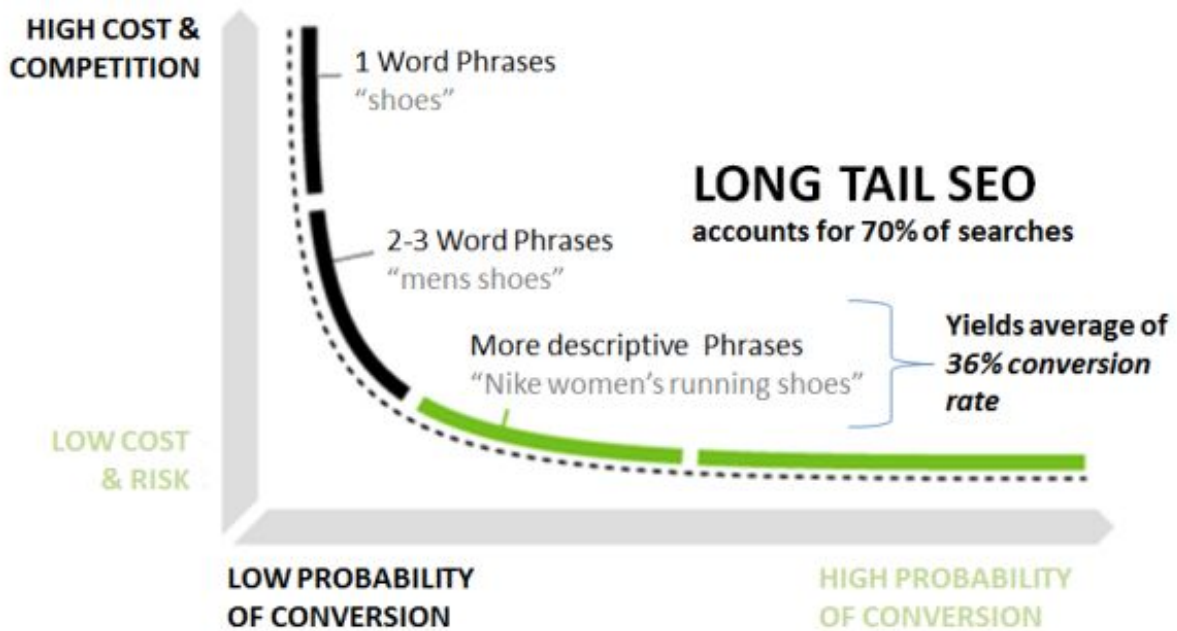 HIGH COST &
COMPETITION
1 Word Phrases
“shoes”
LONG TAIL SEO
accounts for 70% of searches
2-3 Word Phrases
“mens shoes”
More descriptive Phrases
“Nike women’s running shoes”
Yields average of
36% conversion
rate
LOW COST
& RISK
LOW PROBABILITY
OF CONVERSION
HIGH PROBABILITY
OF CONVERSION